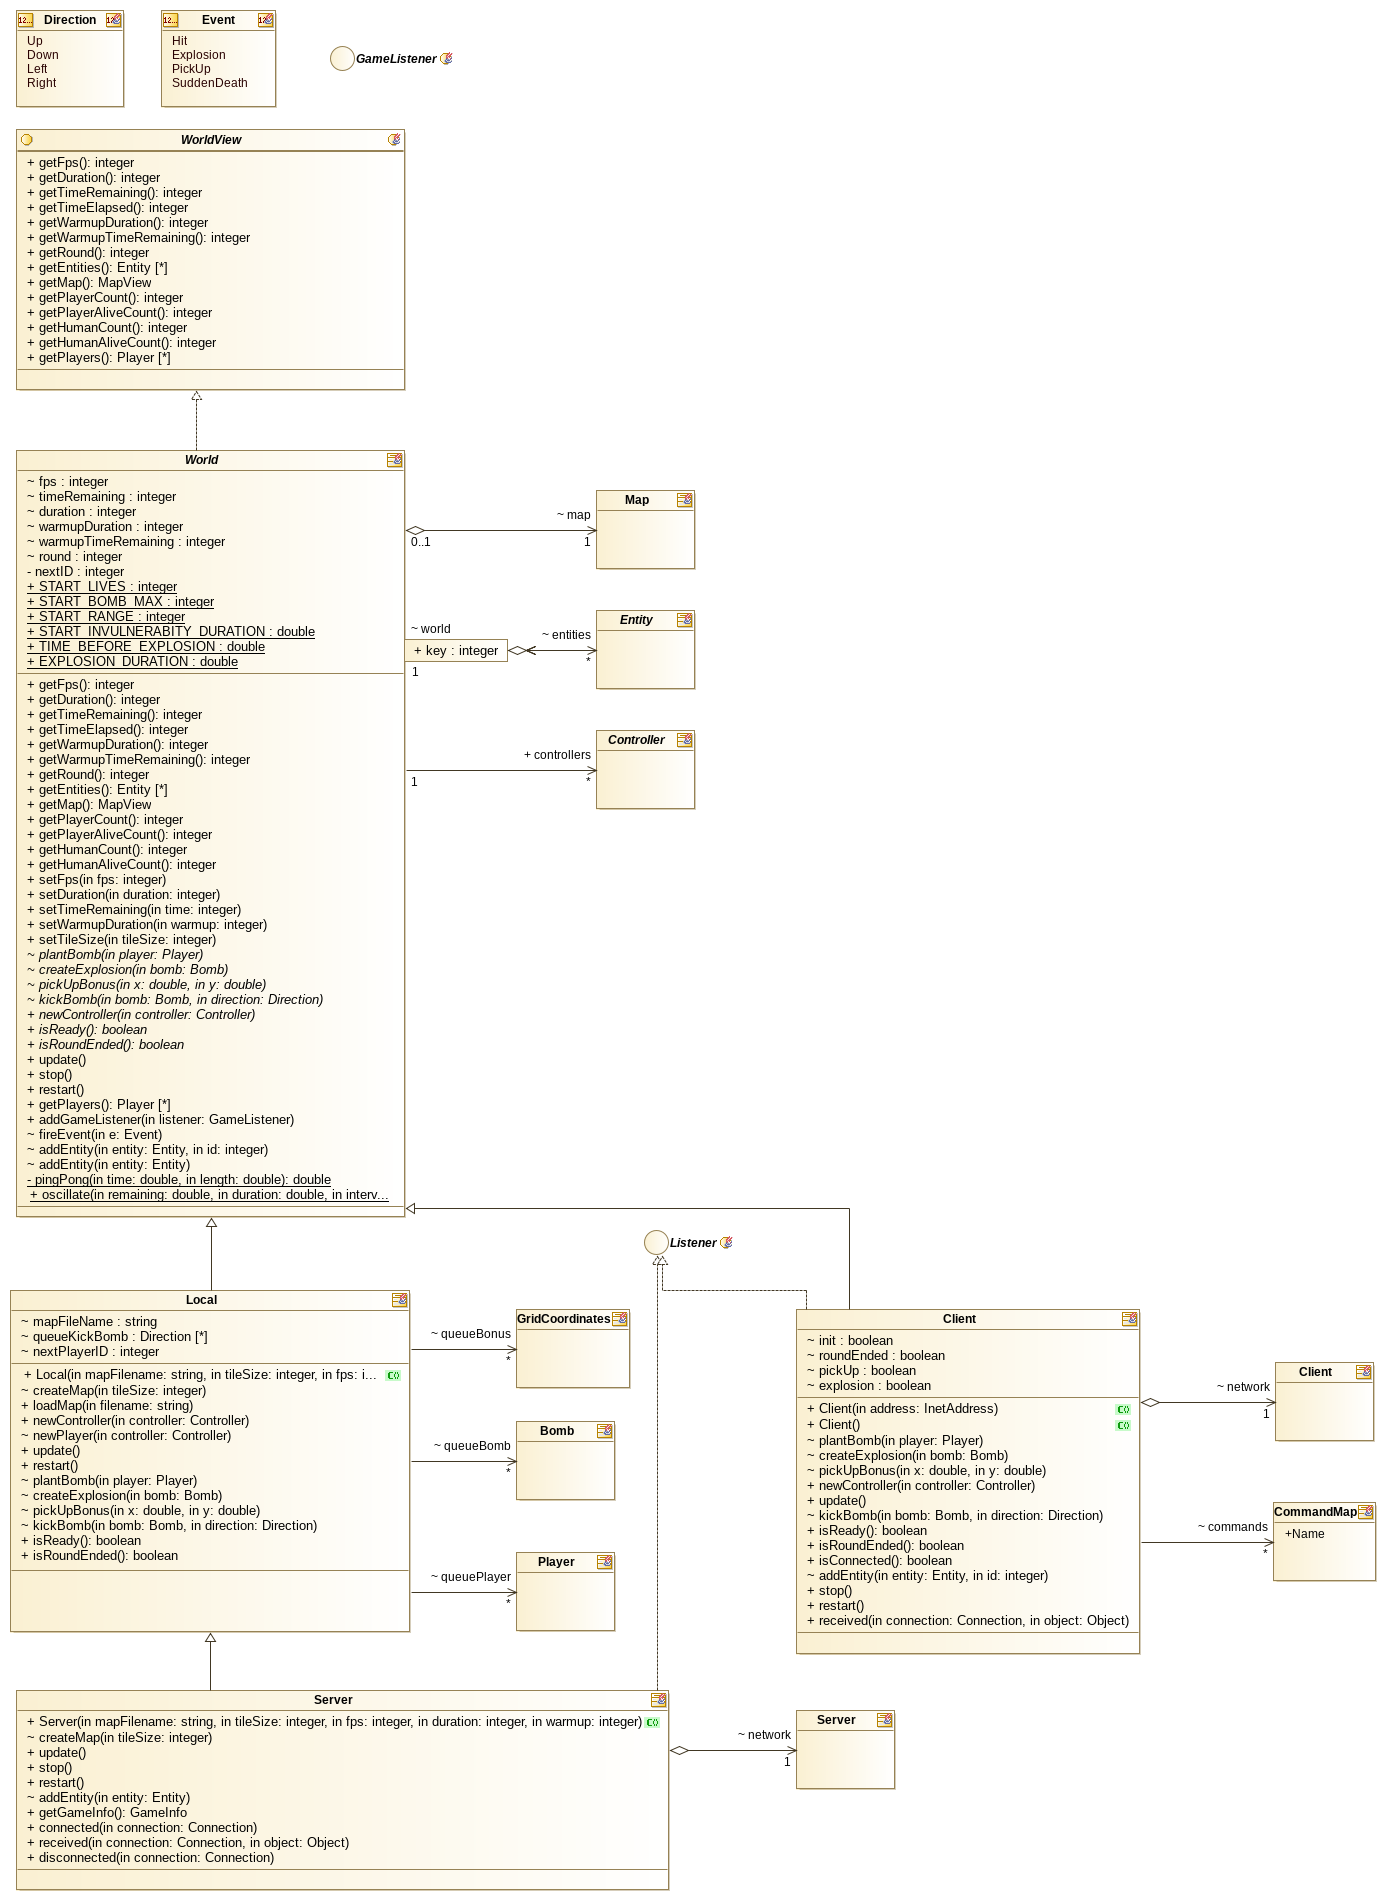 Direction
Up
Down
Left
Right
Event
Hit
Explosion
PickUp
SuddenDeath
GameListener
WorldView
+ getFps(): integer
+ getDuration(): integer
+ getTimeRemaining(): integer
+ getTimeElapsed(): integer
+ getWarmupDuration(): integer
+ getWarmupTimeRemaining(): integer
+ getRound(): integer
+ getEntities(): Entity [*]
+ getMap(): MapView
+ getPlayerCount(): integer
+ getPlayerAliveCount(): integer
+ getHumanCount(): integer
+ getHumanAliveCount(): integer
+ getPlayers(): Player [*]
World
~ fps : integer
~ timeRemaining : integer
~ duration : integer
~ warmupDuration : integer
~ warmupTimeRemaining : integer
~ round : integer
- nextID : integer
+ START_LIVES : integer
+ START_BOMB_MAX : integer
+ START_RANGE : integer
+ START_INVULNERABITY_DURATION : double
+ TIME_BEFORE_EXPLOSION : double
+ EXPLOSION_DURATION : double
+ getFps(): integer
+ getDuration(): integer
+ getTimeRemaining(): integer
+ getTimeElapsed(): integer
+ getWarmupDuration(): integer
+ getWarmupTimeRemaining(): integer
+ getRound(): integer
+ getEntities(): Entity [*]
+ getMap(): MapView
+ getPlayerCount(): integer
+ getPlayerAliveCount(): integer
+ getHumanCount(): integer
+ getHumanAliveCount(): integer
+ setFps(in fps: integer)
+ setDuration(in duration: integer)
+ setTimeRemaining(in time: integer)
+ setWarmupDuration(in warmup: integer)
+ setTileSize(in tileSize: integer)
~ plantBomb(in player: Player)
~ createExplosion(in bomb: Bomb)
~ pickUpBonus(in x: double, in y: double)
~ kickBomb(in bomb: Bomb, in direction: Direction)
+ newController(in controller: Controller)
+ isReady(): boolean
+ isRoundEnded(): boolean
+ update()
+ stop()
+ restart()
+ getPlayers(): Player [*]
+ addGameListener(in listener: GameListener)
~ fireEvent(in e: Event)
~ addEntity(in entity: Entity, in id: integer)
~ addEntity(in entity: Entity)
- pingPong(in time: double, in length: double): double
+ oscillate(in remaining: double, in duration: double, in interv...
~ map
0..1
1
Map
~ world
+ key : integer
1
~ entities
*
Entity
+ controllers
1
*
Controller
Listener
Local
~ mapFileName : string
~ queueKickBomb : Direction [*]
~ nextPlayerID : integer
+ Local(in mapFilename: string, in tileSize: integer, in fps: i...
~ createMap(in tileSize: integer)
+ loadMap(in filename: string)
+ newController(in controller: Controller)
~ newPlayer(in controller: Controller)
+ update()
+ restart()
~ plantBomb(in player: Player)
~ createExplosion(in bomb: Bomb)
~ pickUpBonus(in x: double, in y: double)
~ kickBomb(in bomb: Bomb, in direction: Direction)
+ isReady(): boolean
+ isRoundEnded(): boolean
~ queueBonus
*
GridCoordinates
~ queueBomb
*
Bomb
~ queuePlayer
*
Player
Client
~ init : boolean
~ roundEnded : boolean
~ pickUp : boolean
~ explosion : boolean
+ Client(in address: InetAddress)
+ Client()
~ plantBomb(in player: Player)
~ createExplosion(in bomb: Bomb)
~ pickUpBonus(in x: double, in y: double)
+ newController(in controller: Controller)
+ update()
~ kickBomb(in bomb: Bomb, in direction: Direction)
+ isReady(): boolean
+ isRoundEnded(): boolean
+ isConnected(): boolean
~ addEntity(in entity: Entity, in id: integer)
+ stop()
+ restart()
+ received(in connection: Connection, in object: Object)
~ network
1
Client
~ commands
*
CommandMap
+Name
Server
+ Server(in mapFilename: string, in tileSize: integer, in fps: integer, in duration: integer, in warmup: integer)
~ createMap(in tileSize: integer)
+ update()
+ stop()
+ restart()
~ addEntity(in entity: Entity)
+ getGameInfo(): GameInfo
+ connected(in connection: Connection)
+ received(in connection: Connection, in object: Object)
+ disconnected(in connection: Connection)
~ network
1
Server